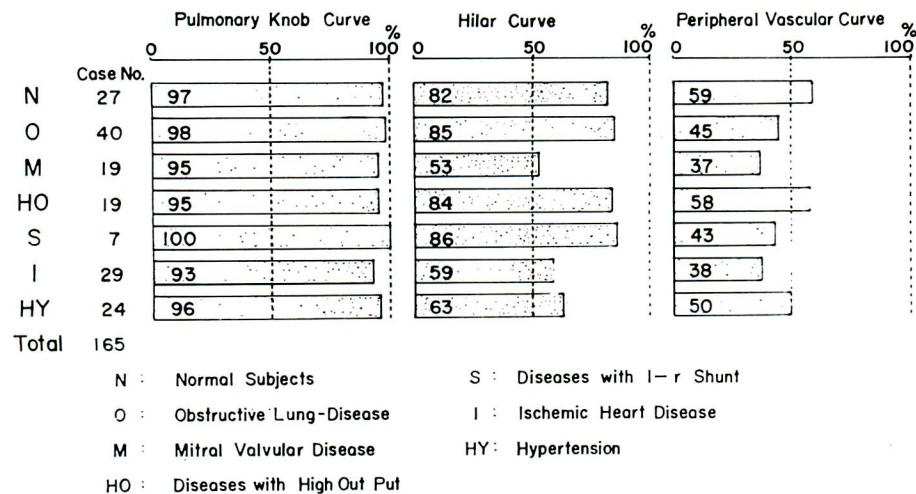 Pulmonary Knob Curve Hilar Curve Peripheral Vascular Curve
% % %
0 50 100 0 50 100 0 50 100
Case No.
N 27 97 82 59
O 40 98 85 45
M 19 95 53 37
HO 19 95 84 58
S 7 100 86 43
I 29 93 59 38
HY 24 96 63 50
Total 165
N : Normal Subjects S : Diseases with l-r Shunt
O : Obstructive Lung-Disease I : Ischemic Heart Disease
M : Mitral Valvular Disease HY : Hypertension
HO : Diseases with High Out Put